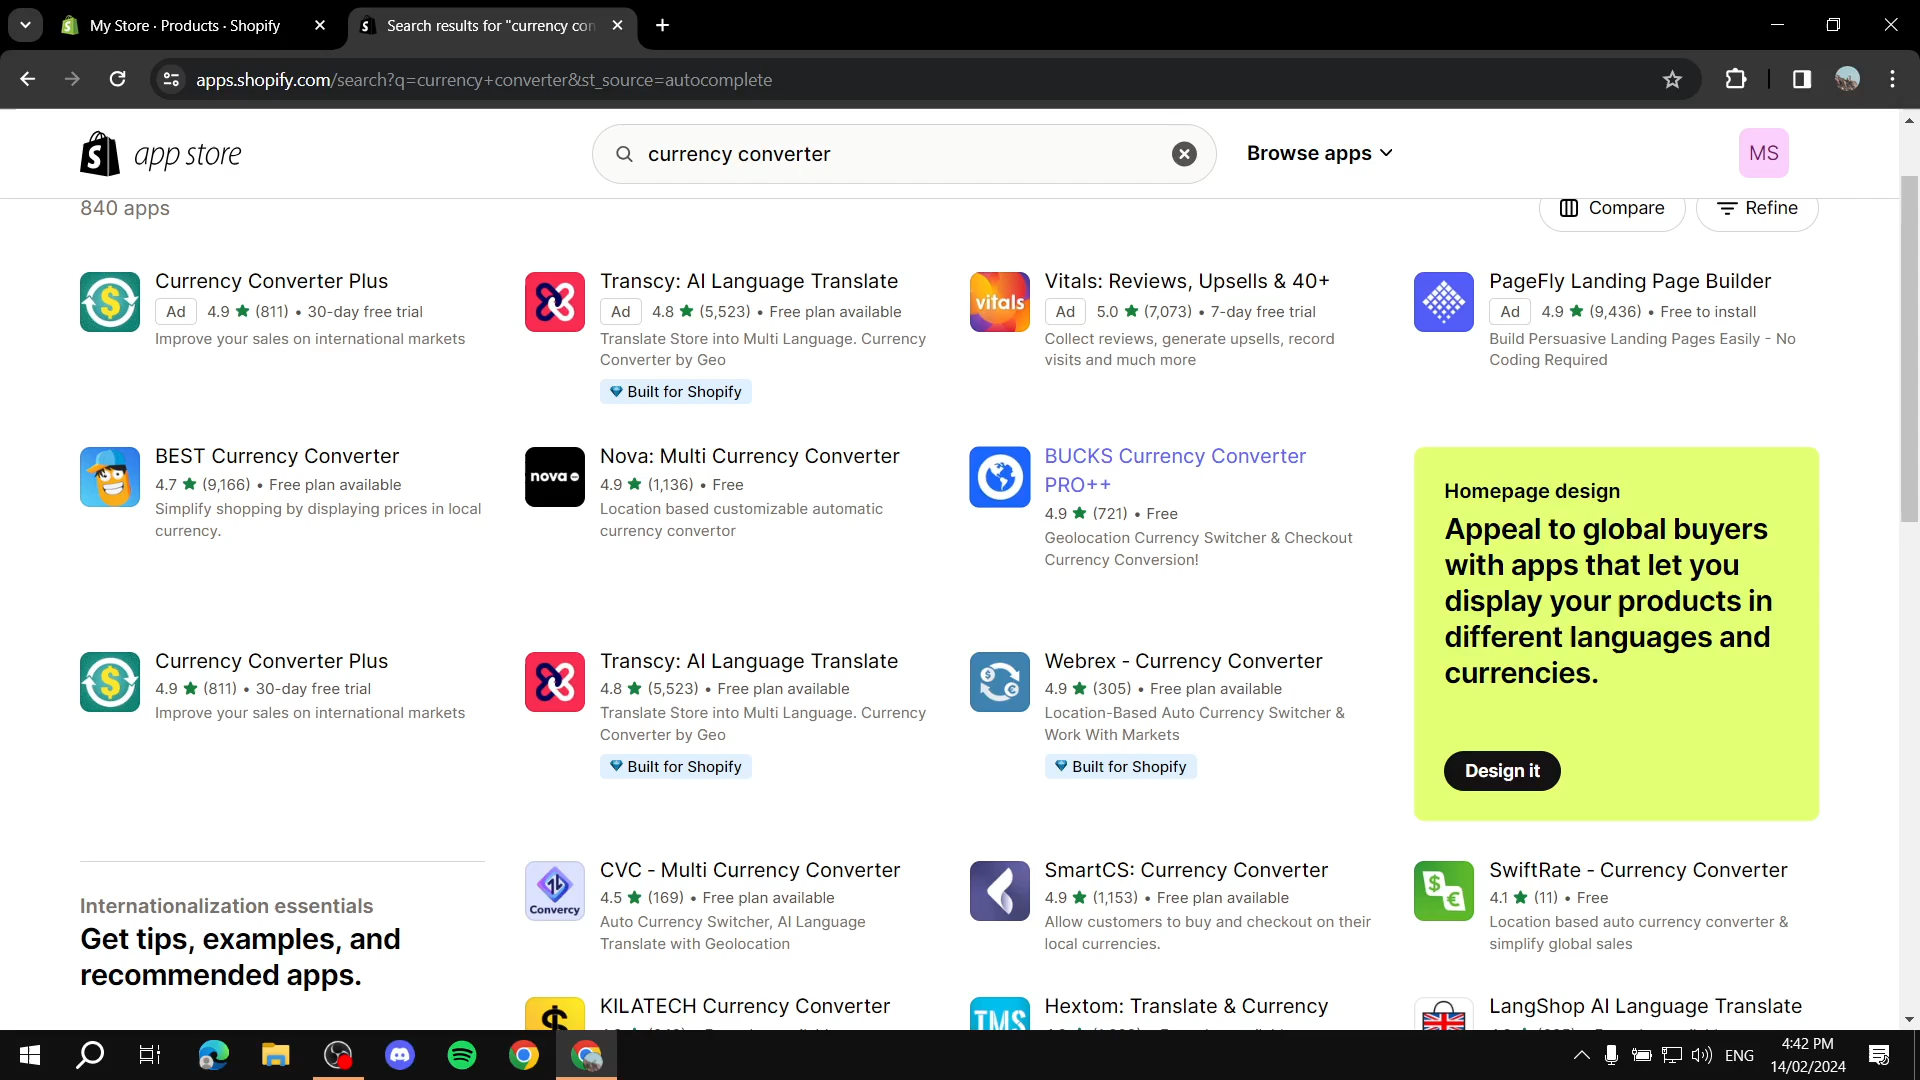 My Store · Products · Shopify
Search results for "currency con
apps.shopify.com/search?q=currency+converter&st_source=autocomplete
app store
currency converter
Browse apps
MS
840 apps
Compare
Refine
Currency Converter Plus
Ad 4.9 ★ (811) • 30-day free trial
Improve your sales on international markets
Transcy: AI Language Translate
Ad 4.8 ★ (5,523) • Free plan available
Translate Store into Multi Language. Currency
Converter by Geo
Built for Shopify
vitals
Vitals: Reviews, Upsells & 40+
Ad 5.0 ★ (7,073) • 7-day free trial
Collect reviews, generate upsells, record
visits and much more
PageFly Landing Page Builder
Ad 4.9 ★ (9,436) • Free to install
Build Persuasive Landing Pages Easily - No
Coding Required
BEST Currency Converter
4.7 ★ (9,166) • Free plan available
Simplify shopping by displaying prices in local
currency.
nova
Nova: Multi Currency Converter
4.9 ★ (1,136) • Free
Location based customizable automatic
currency convertor
BUCKS Currency Converter
PRO++
4.9 ★ (721) • Free
Geolocation Currency Switcher & Checkout
Currency Conversion!
Homepage design
Appeal to global buyers
with apps that let you
display your products in
different languages and
currencies.
Design it
Currency Converter Plus
4.9 ★ (811) • 30-day free trial
Improve your sales on international markets
Transcy: AI Language Translate
4.8 ★ (5,523) • Free plan available
Translate Store into Multi Language. Currency
Converter by Geo
Built for Shopify
Webrex - Currency Converter
4.9 ★ (305) • Free plan available
Location-Based Auto Currency Switcher &
Work With Markets
Built for Shopify
Internationalization essentials
Get tips, examples, and
recommended apps.
Convercy
CVC - Multi Currency Converter
4.5 ★ (169) • Free plan available
Auto Currency Switcher, AI Language
Translate with Geolocation
SmartCS: Currency Converter
4.9 ★ (1,153) • Free plan available
Allow customers to buy and checkout on their
local currencies.
SwiftRate - Currency Converter
4.1 ★ (11) • Free
Location based auto currency converter &
simplify global sales
KILATECH Currency Converter
TMS
Hextom: Translate & Currency
LangShop AI Language Translate
ENG
4:42 PM
14/02/2024